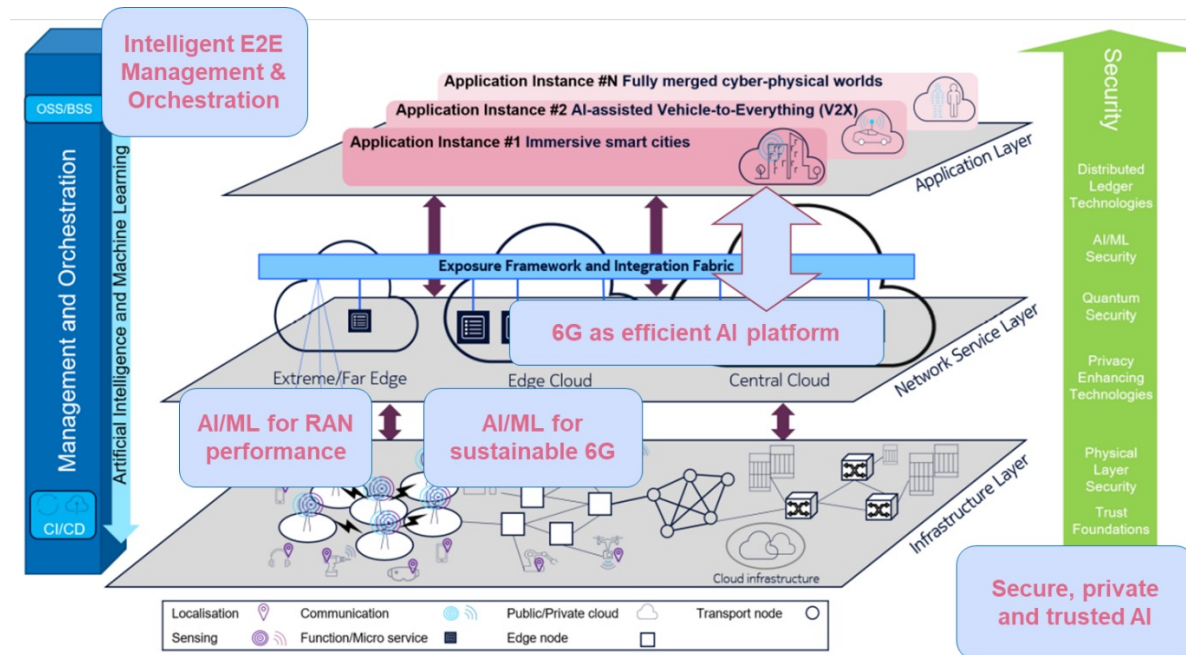 Intelligent E2E
Management &
Orchestration
OSS/BSS
Management and Orchestration
CI/CD
Artificial Intelligence and Machine Learning
Application Instance #N Fully merged cyber-physical worlds
Application Instance #2 AI-assisted Vehicle-to-Everything (V2X)
Application Instance #1 Immersive smart cities
Application Layer
Exposure Framework and Integration Fabric
6G as efficient AI platform
Extreme/Far Edge
Edge Cloud
Central Cloud
Network Service Layer
AI/ML for RAN
performance
AI/ML for
sustainable 6G
Cloud infrastructure
Infrastructure Layer
Security
Distributed
Ledger
Technologies
AI/ML
Security
Quantum
Security
Privacy
Enhancing
Technologies
Physical
Layer
Security
Trust
Foundations
Secure, private
and trusted AI
Localisation
Communication
Public/Private cloud
Transport node
Sensing
Function/Micro service
Edge node